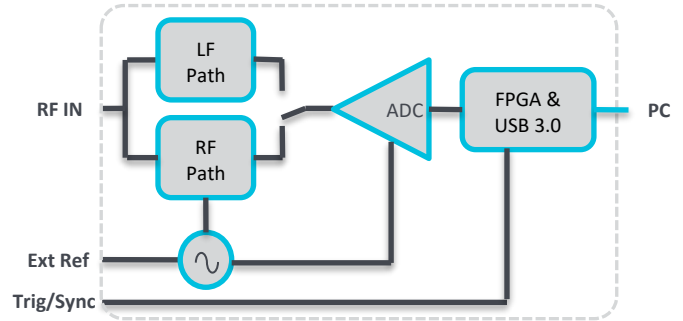 LF
Path
RF IN
ADC
FPGA &
USB 3.0
PC
RF
Path
Ext Ref
Trig/Sync